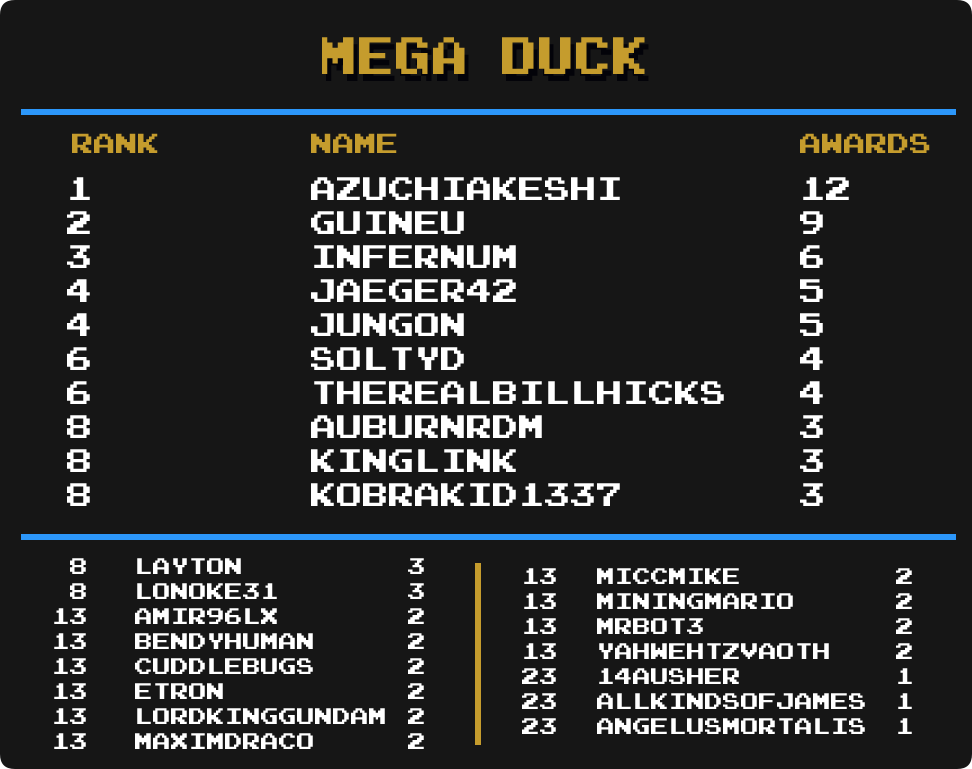 MEGA DUCK
RANK NAME AWARDS
1 AZUCHIAKESHI 12
2 GUINEU 9
3 INFERNUM 6
4 JAEGER42 5
4 JUNGON 5
6 SOLTYD 4
6 THEREALBILLHICKS 4
8 AUBURNRDM 3
8 KINGLINK 3
8 KOBRAKID1337 3
8 LAYTON 3
8 LONOKE31 3
13 AMIR96LX 2
13 BENDYHUMAN 2
13 CUDDLEBUGS 2
13 ETRON 2
13 LORDKINGGUNDAM 2
13 MAXIMDRACO 2
13 MICCMIKE 2
13 MININGMARIO 2
13 MRBOT3 2
13 YAHWEHTZVAOTH 2
23 14AUSHER 1
23 ALLKINDSOFJAMES 1
23 ANGELUSMORTALIS 1